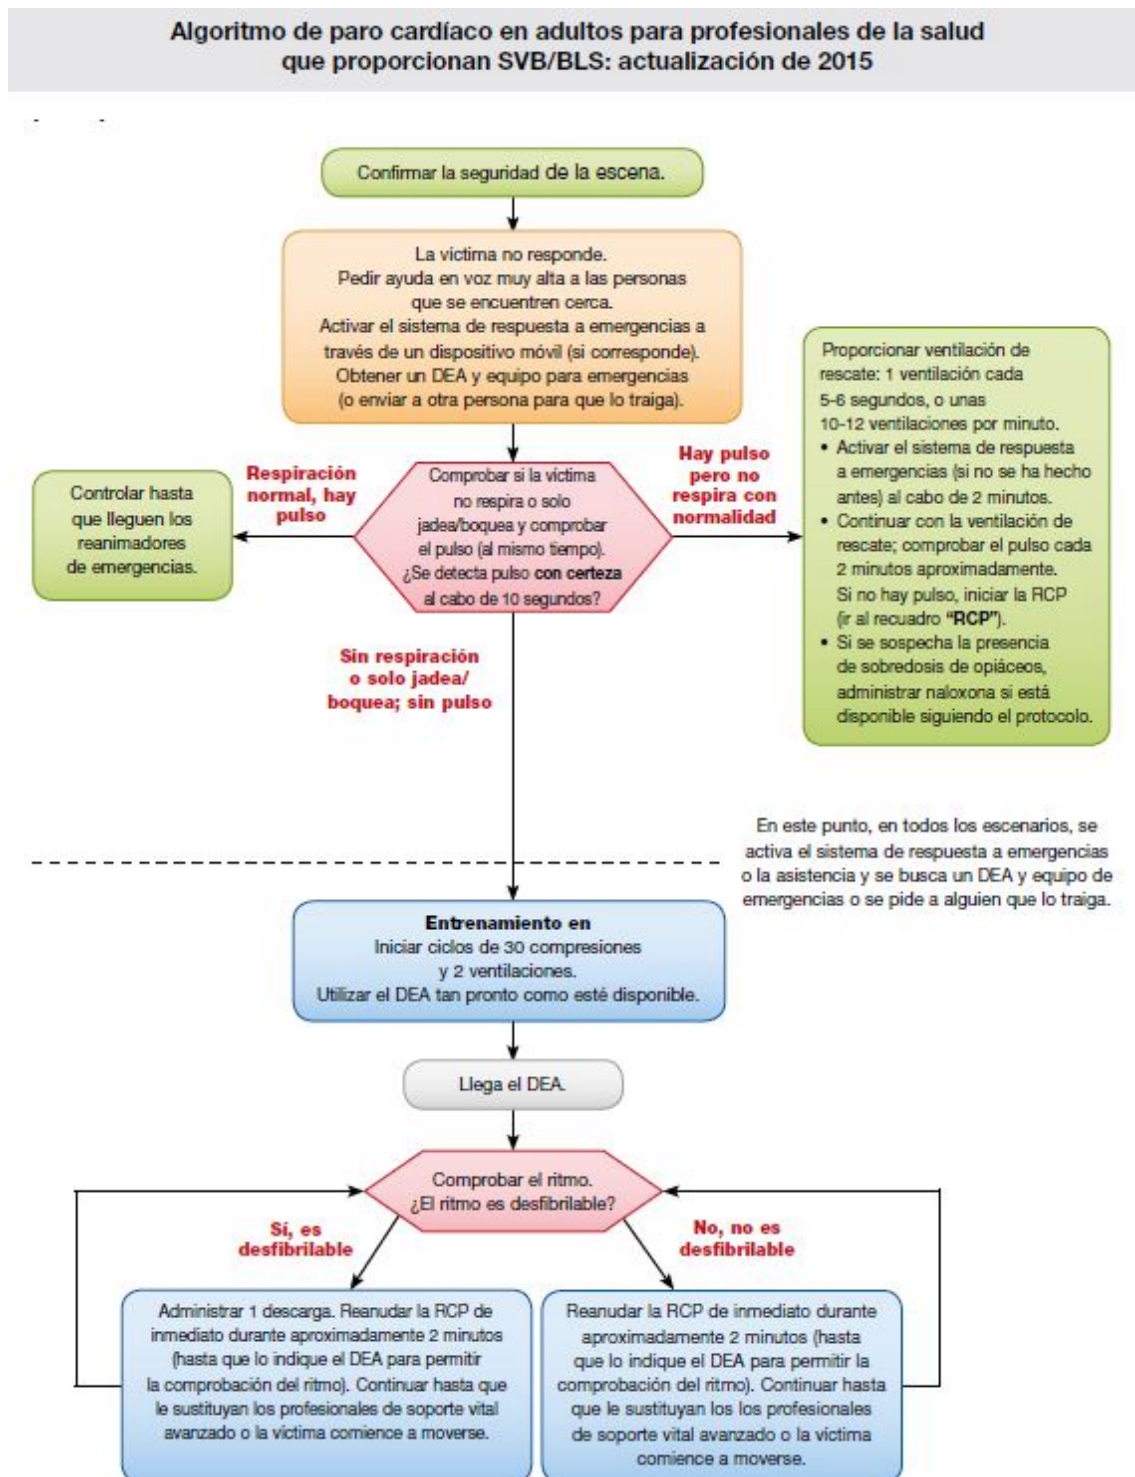 Algoritmo de paro cardíaco en adultos para profesionales de la salud
que proporcionan SVB/BLS: actualización de 2015
Confirmar la seguridad de la escena.
La víctima no responde.
Pedir ayuda en voz muy alta a las personas
que se encuentren cerca.
Activar el sistema de respuesta a emergencias a
través de un dispositivo móvil (si corresponde).
Obtener un DEA y equipo para emergencias
(o enviar a otra persona para que lo traiga).
Respiración
normal, hay
pulso
Controlar hasta
que lleguen los
reanimadores
de emergencias.
Comprobar si la víctima
no respira o solo
jadea/boquea y comprobar
el pulso (al mismo tiempo).
¿Se detecta pulso con certeza
al cabo de 10 segundos?
Hay pulso
pero no
respira con
normalidad
Proporcionar ventilación de
rescate: 1 ventilación cada
5-6 segundos, o unas
10-12 ventilaciones por minuto.
• Activar el sistema de respuesta
a emergencias (si no se ha hecho
antes) al cabo de 2 minutos.
• Continuar con la ventilación de
rescate; comprobar el pulso cada
2 minutos aproximadamente.
Si no hay pulso, iniciar la RCP
(ir al recuadro “RCP”).
• Si se sospecha la presencia
de sobredosis de opiáceos,
administrar naloxona si está
disponible siguiendo el protocolo.
Sin respiración
o solo jadea/
boquea; sin pulso
En este punto, en todos los escenarios, se
activa el sistema de respuesta a emergencias
o la asistencia y se busca un DEA y equipo de
emergencias o se pide a alguien que lo traiga.
Entrenamiento en
Iniciar ciclos de 30 compresiones
y 2 ventilaciones.
Utilizar el DEA tan pronto como esté disponible.
Llega el DEA.
Comprobar el ritmo.
¿El ritmo es desfibrilable?
Sí, es
desfibrilable
No, no es
desfibrilable
Administrar 1 descarga. Reanudar la RCP de
inmediato durante aproximadamente 2 minutos
(hasta que lo indique el DEA para permitir
la comprobación del ritmo). Continuar hasta que
le sustituyan los profesionales de soporte vital
avanzado o la víctima comience a moverse.
Reanudar la RCP de inmediato durante
aproximadamente 2 minutos (hasta
que lo indique el DEA para permitir la
comprobación del ritmo). Continuar hasta
que le sustituyan los los profesionales
de soporte vital avanzado o la víctima
comience a moverse.